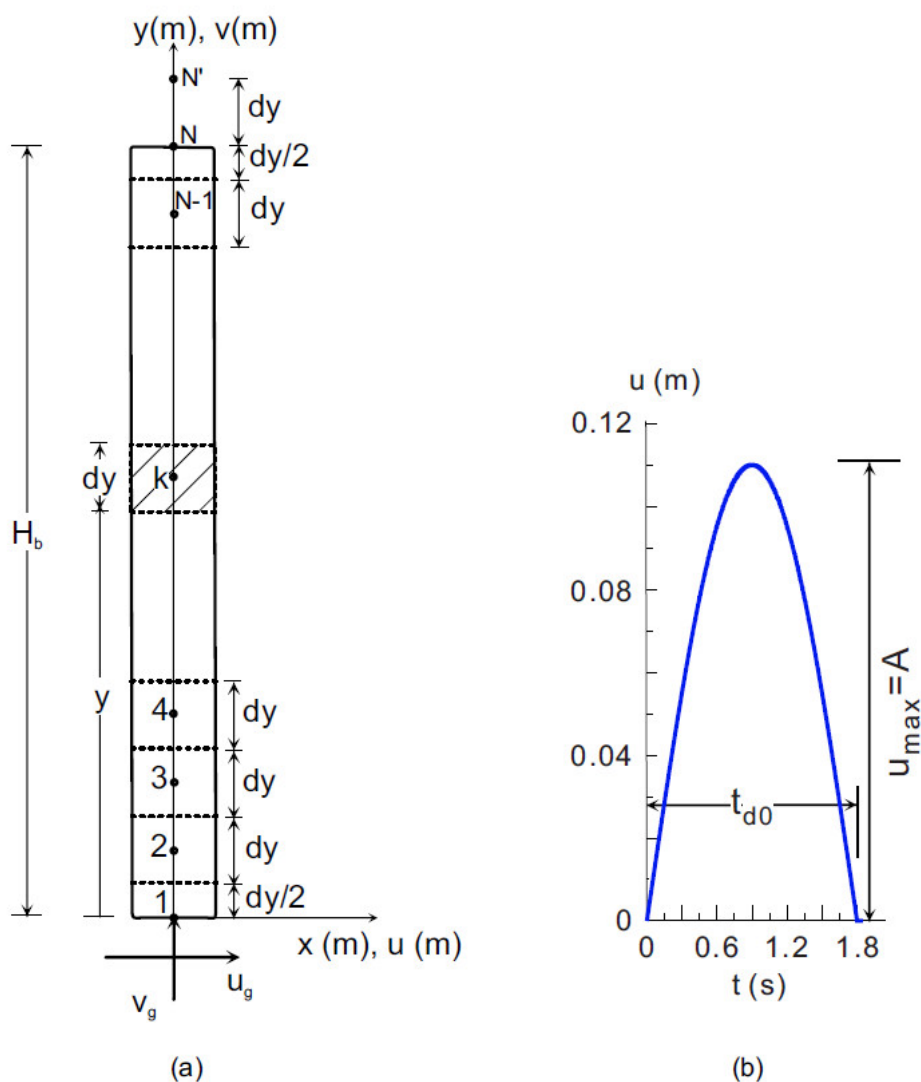 y(m), v(m)
N'
dy
N
dy/2
N-1
dy
dy
k
H_b
y
4
dy
3
dy
2
dy
1
dy/2
x (m), u (m)
u_g
v_g
(a)
u (m)
0.12
0.08
0.04
0
u_max=A
t_d0
0 0.6 1.2 1.8
t (s)
(b)